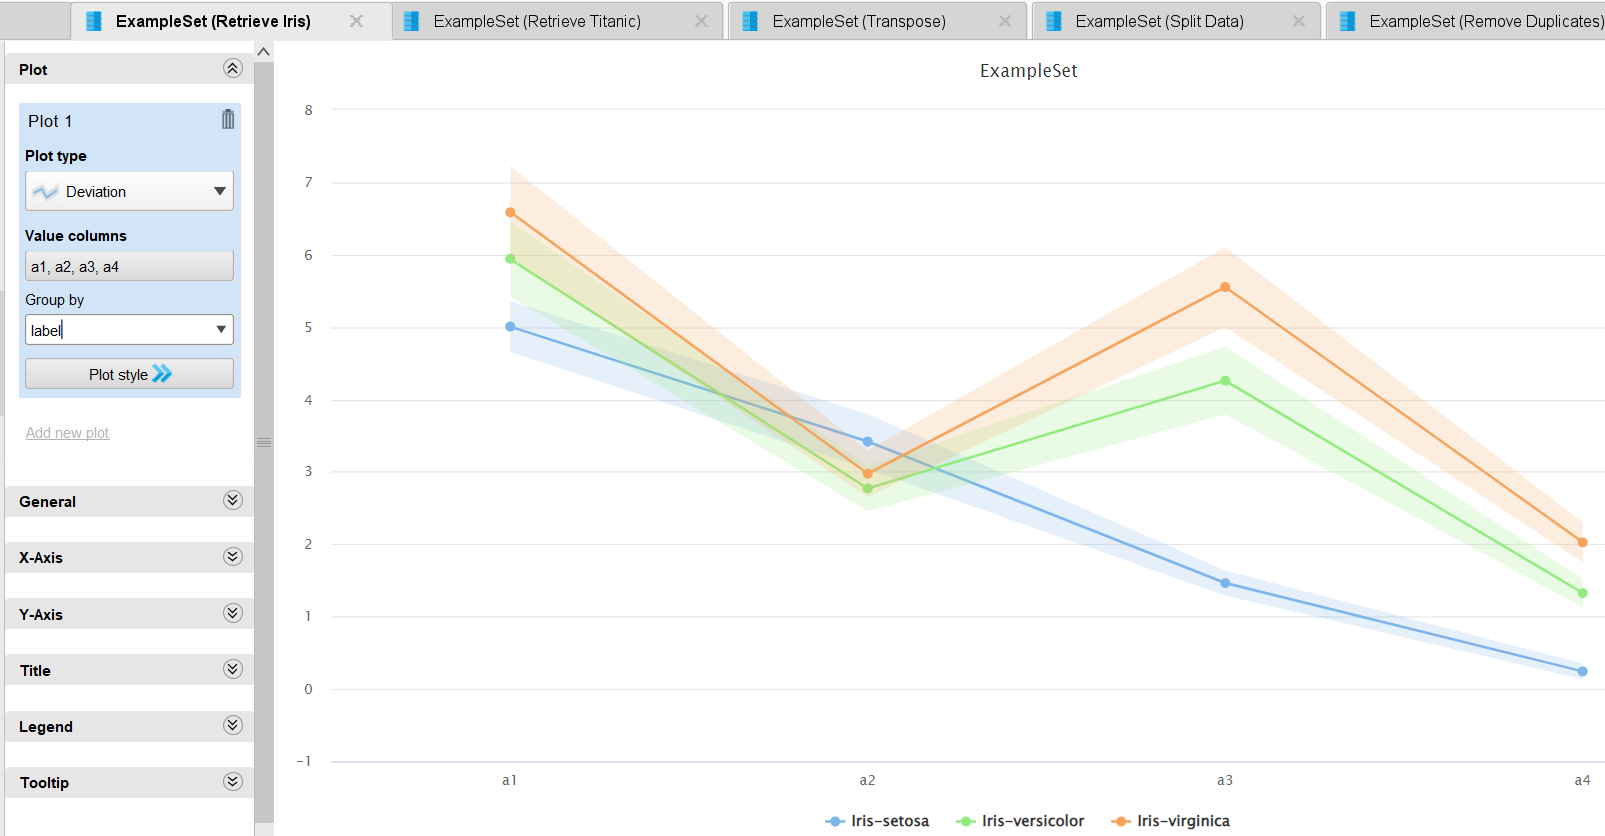 ExampleSet (Retrieve Iris)
ExampleSet (Retrieve Titanic)
ExampleSet (Transpose)
ExampleSet (Split Data)
ExampleSet (Remove Duplicates)
Plot
Plot 1
Plot type
Deviation
Value columns
a1, a2, a3, a4
Group by
label
Plot style
Add new plot
General
X-Axis
Y-Axis
Title
Legend
Tooltip
ExampleSet
8
7
6
5
4
3
2
1
0
-1
a1
a2
a3
a4
Iris-setosa
Iris-versicolor
Iris-virginica